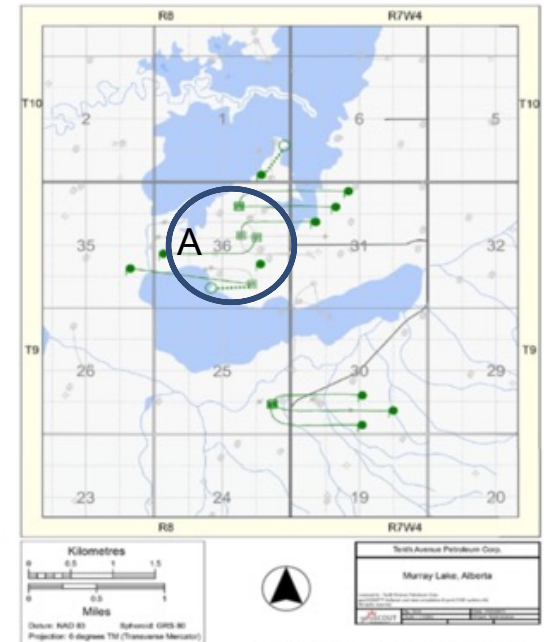 R8 R7W4
T10 T10
2 1 6 5
A
35 36 31 32
T9 T9
26 25 30 29
23 24 19 20
R8 R7W4
Kilometres
0 0.5 1 1.5
0 0.5 1
Miles
Datum: NAD 83 Spheroid: GRS 80
Projection: 6 degrees TM (Transverse Mercator)
Tenth Avenue Petroleum Corp.
Murray Lake, Alberta